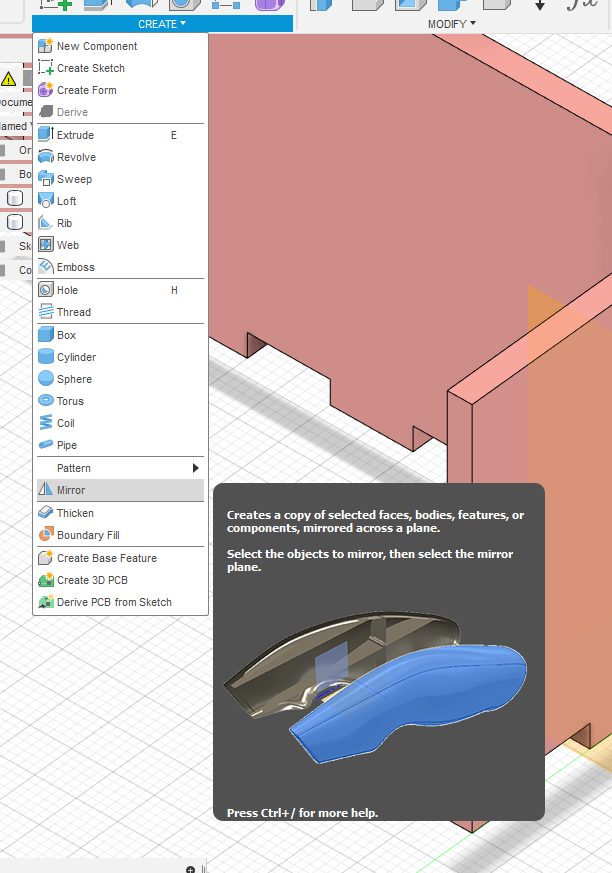 CREATE
MODIFY
New Component
Create Sketch
Create Form
Derive
Extrude E
Revolve
Sweep
Loft
Rib
Web
Emboss
Hole H
Thread
Box
Cylinder
Sphere
Torus
Coil
Pipe
Pattern
Mirror
Thicken
Boundary Fill
Create Base Feature
Create 3D PCB
Derive PCB from Sketch
Docume
lamed
Or
Bo
Sk
Co
Creates a copy of selected faces, bodies, features, or
components, mirrored across a plane.
Select the objects to mirror, then select the mirror
plane.
Press Ctrl+/ for more help.